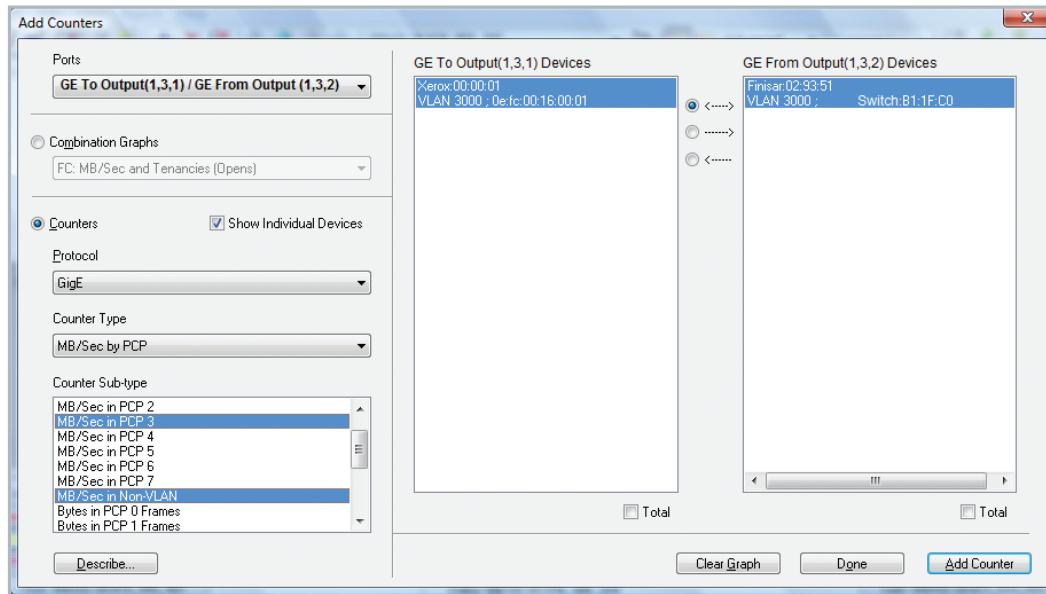 Add Counters
Ports
GE To Output(1,3,1) / GE From Output (1,3,2)
Combination Graphs
FC: MB/Sec and Tenancies (Opens)
Counters
Show Individual Devices
Protocol
GigE
Counter Type
MB/Sec by PCP
Counter Sub-type
MB/Sec in PCP 2
MB/Sec in PCP 3
MB/Sec in PCP 4
MB/Sec in PCP 5
MB/Sec in PCP 6
MB/Sec in PCP 7
MB/Sec in Non-VLAN
Bytes in PCP 0 Frames
Bytes in PCP 1 Frames
Describe...
GE To Output(1,3,1) Devices
Xerox:00:00:01
VLAN 3000 ; 0e:fc:00:16:00:01
Total
<----->
------>
<------
GE From Output(1,3,2) Devices
Finisar:02:93:51
VLAN 3000 ; Switch:B1:1F:C0
Total
Clear Graph
Done
Add Counter